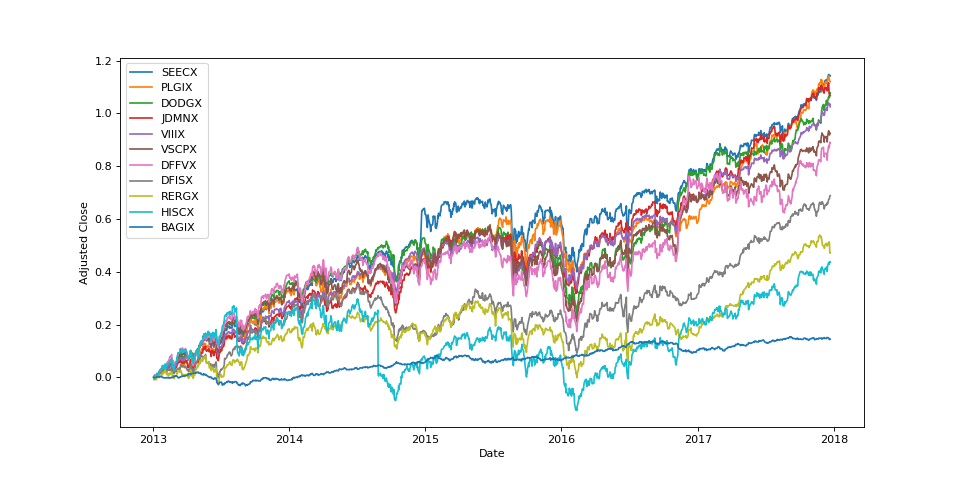 1.2
1.0
0.8
0.6
0.4
0.2
0.0
Adjusted Close
SEECX
PLGIX
DODGX
JDMNX
VIIIX
VSCPX
DFFVX
DFISX
RERGX
HISCX
BAGIX
2013 2014 2015 2016 2017 2018
Date